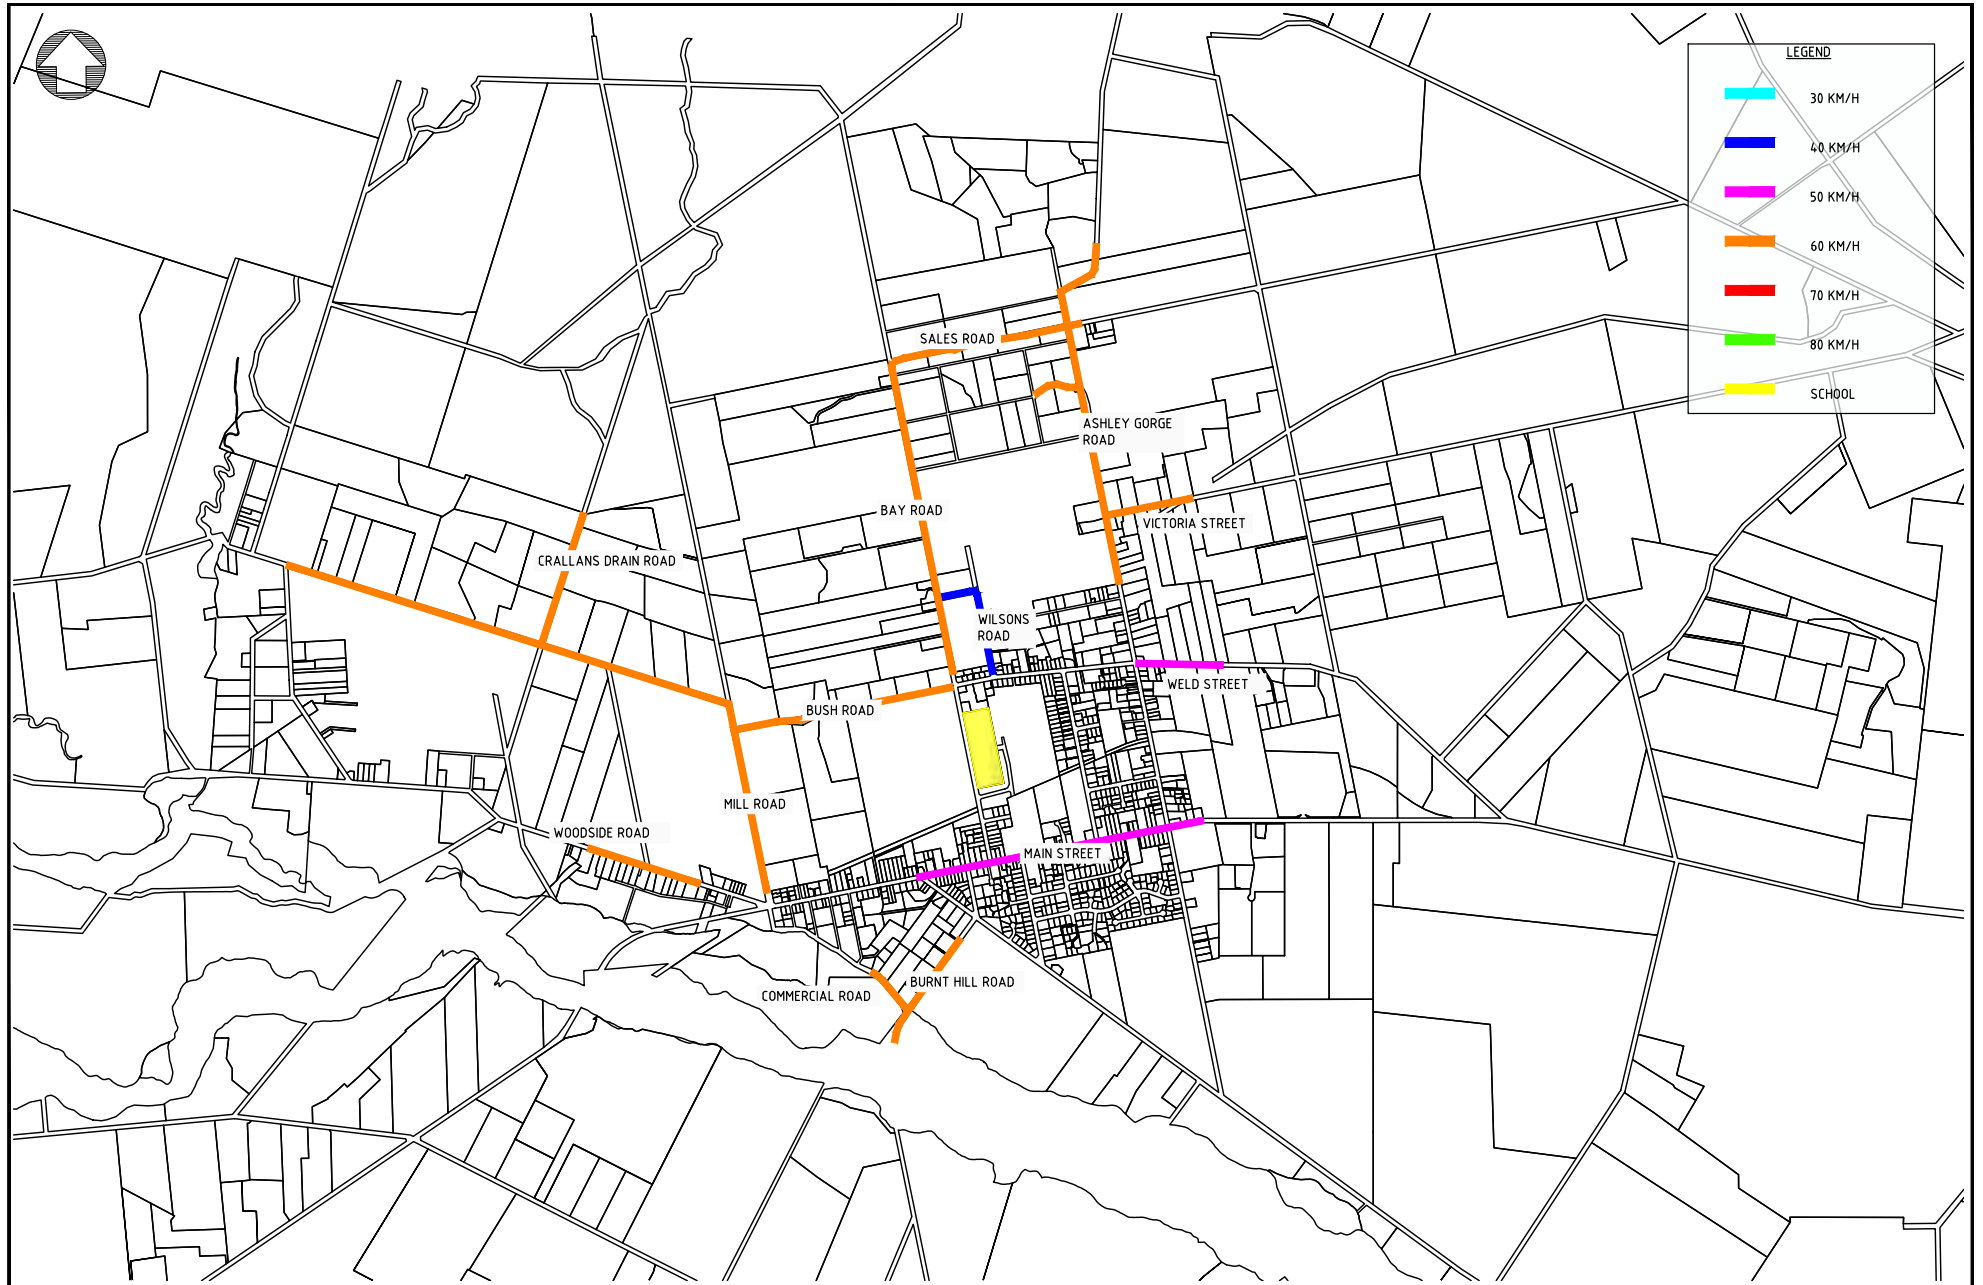 LEGEND
30 KM/H
40 KM/H
50 KM/H
60 KM/H
70 KM/H
80 KM/H
SCHOOL
SALES ROAD
ASHLEY GORGE
ROAD
BAY ROAD
VICTORIA STREET
CRALLANS DRAIN ROAD
WILSONS
ROAD
WELD STREET
BUSH ROAD
MILL ROAD
WOODSIDE ROAD
MAIN STREET
BURNT HILL ROAD
COMMERCIAL ROAD